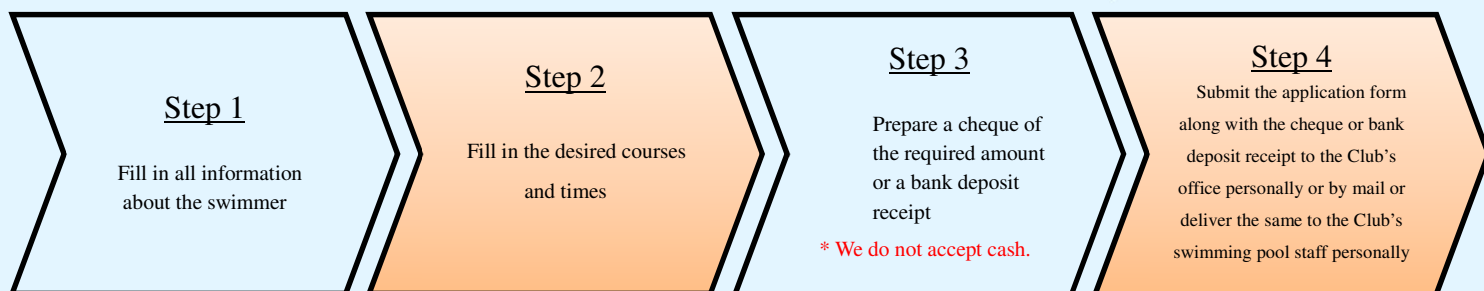 Step 1
Fill in all information
about the swimmer
Step 2
Fill in the desired courses
and times
Step 3
Prepare a cheque of
the required amount
or a bank deposit
receipt
* We do not accept cash.
Step 4
Submit the application form
along with the cheque or bank
deposit receipt to the Club's
office personally or by mail or
deliver the same to the Club's
swimming pool staff personally